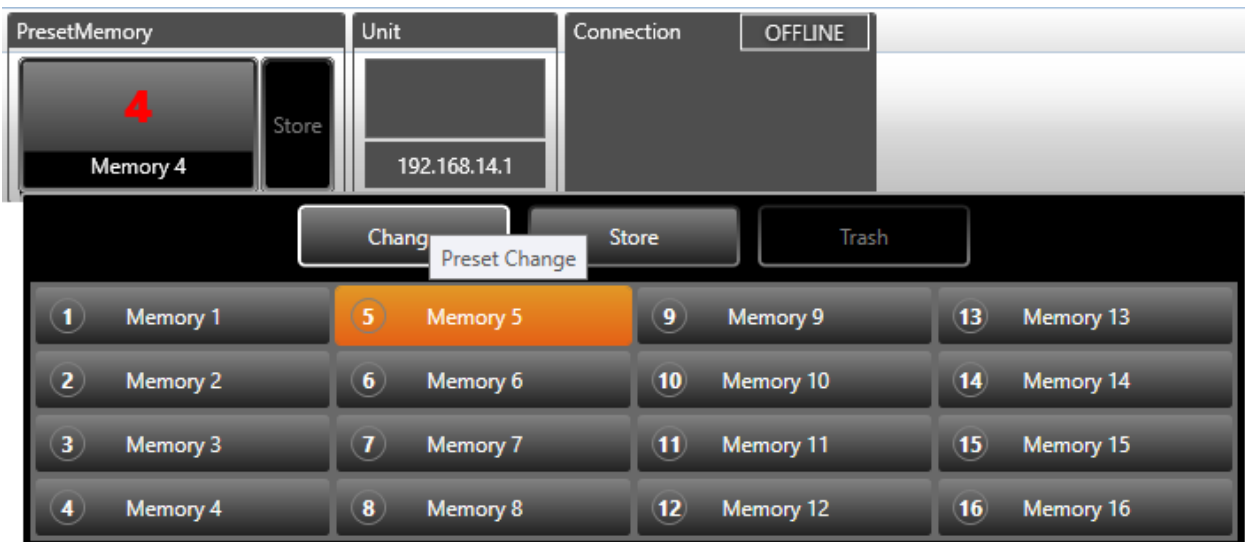 PresetMemory Unit Connection OFFLINE
4 Store
Memory 4 192.168.14.1
Chang Store Trash
Preset Change
1 Memory 1 5 Memory 5 9 Memory 9 13 Memory 13
2 Memory 2 6 Memory 6 10 Memory 10 14 Memory 14
3 Memory 3 7 Memory 7 11 Memory 11 15 Memory 15
4 Memory 4 8 Memory 8 12 Memory 12 16 Memory 16